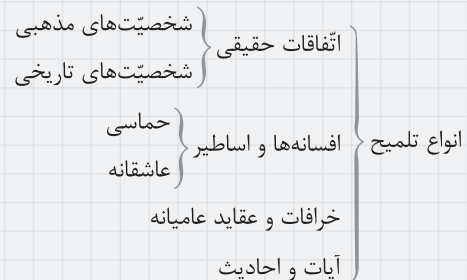 انواع تلمیح
اتّفاقات حقیقی
شخصیّت‌های مذهبی
شخصیّت‌های تاریخی
افسانه‌ها و اساطیر
حماسی
عاشقانه
خرافات و عقاید عامیانه
آیات و احادیث